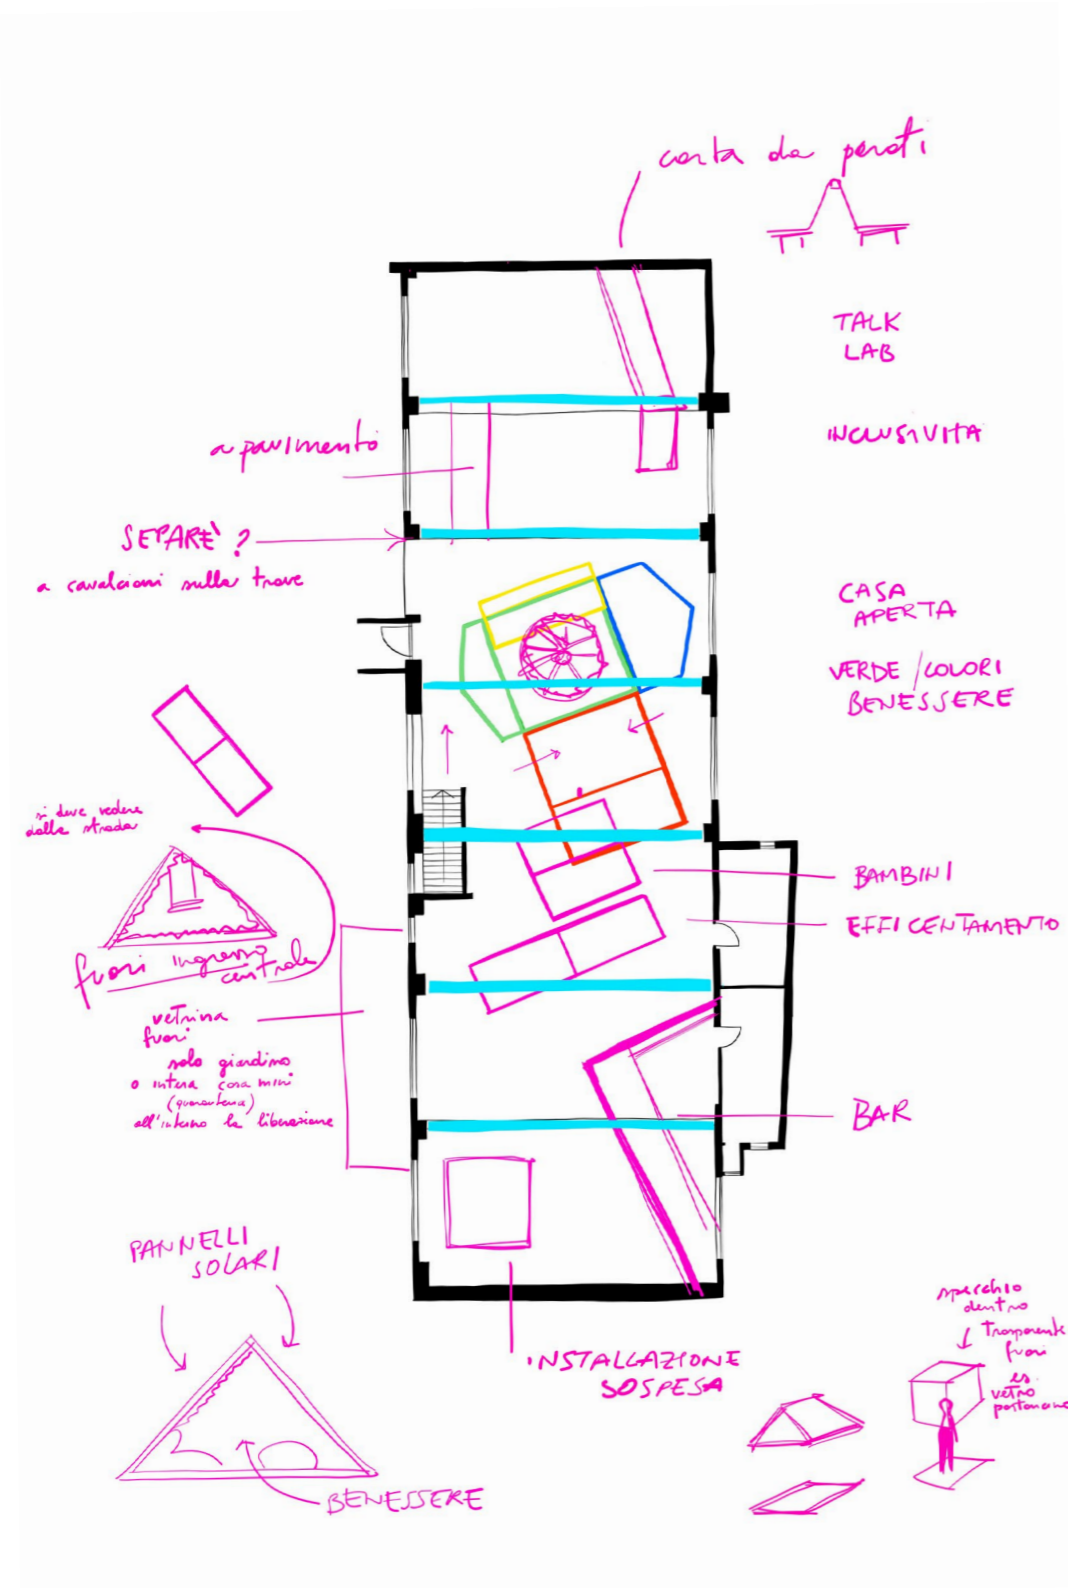 carta da parati
TALK
LAB
a pavimento
INCLUSIVITA
SEPARÈ ?
a cavalcioni sulla trave
CASA
APERTA
VERDE / COLORI
BENESSERE
si deve vedere
dalla strada
BAMBINI
EFFICENTAMENTO
fuori ingresso
centrale
vetrina
fuori
solo giardino
o intera casa mini
(quarantena)
all'interno la liberazione
BAR
PANNELLI
SOLARI
INSTALLAZIONE
SOSPESA
BENESSERE
specchio
dentro
trasparente
fuori
es
vetro